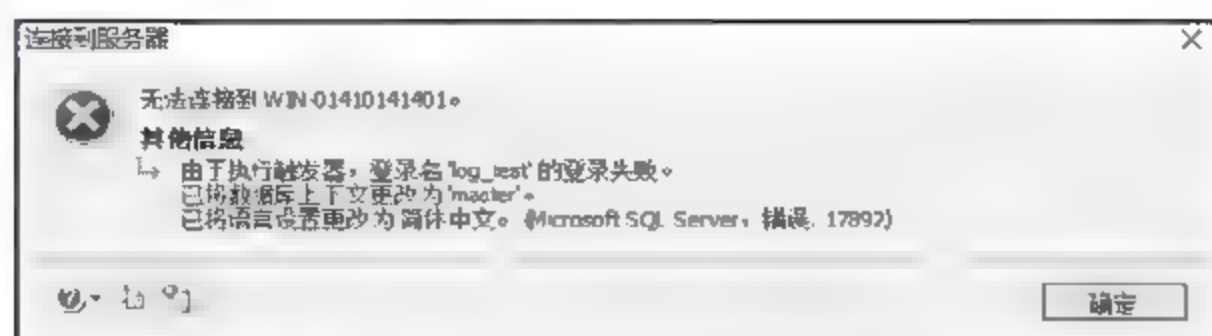 连接到服务器
无法连接到 WIN-01410141401。
其他信息
由于执行触发器，登录名 'log_test' 的登录失败。
已将数据库上下文更改为 'master'。
已将语言设置更改为 简体中文。 (Microsoft SQL Server，错误: 17892)
确定